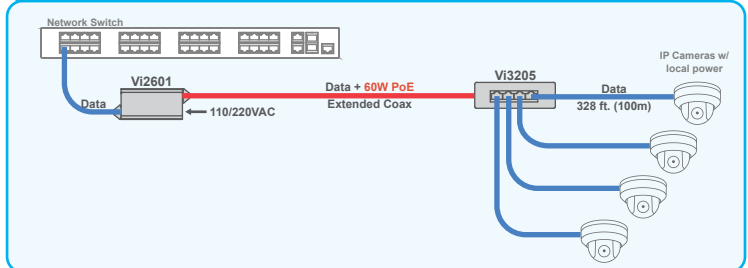 Network Switch
Vi2601
Data
110/220VAC
Data + 60W PoE
Extended Coax
Vi3205
Data
328 ft. (100m)
IP Cameras w/
local power